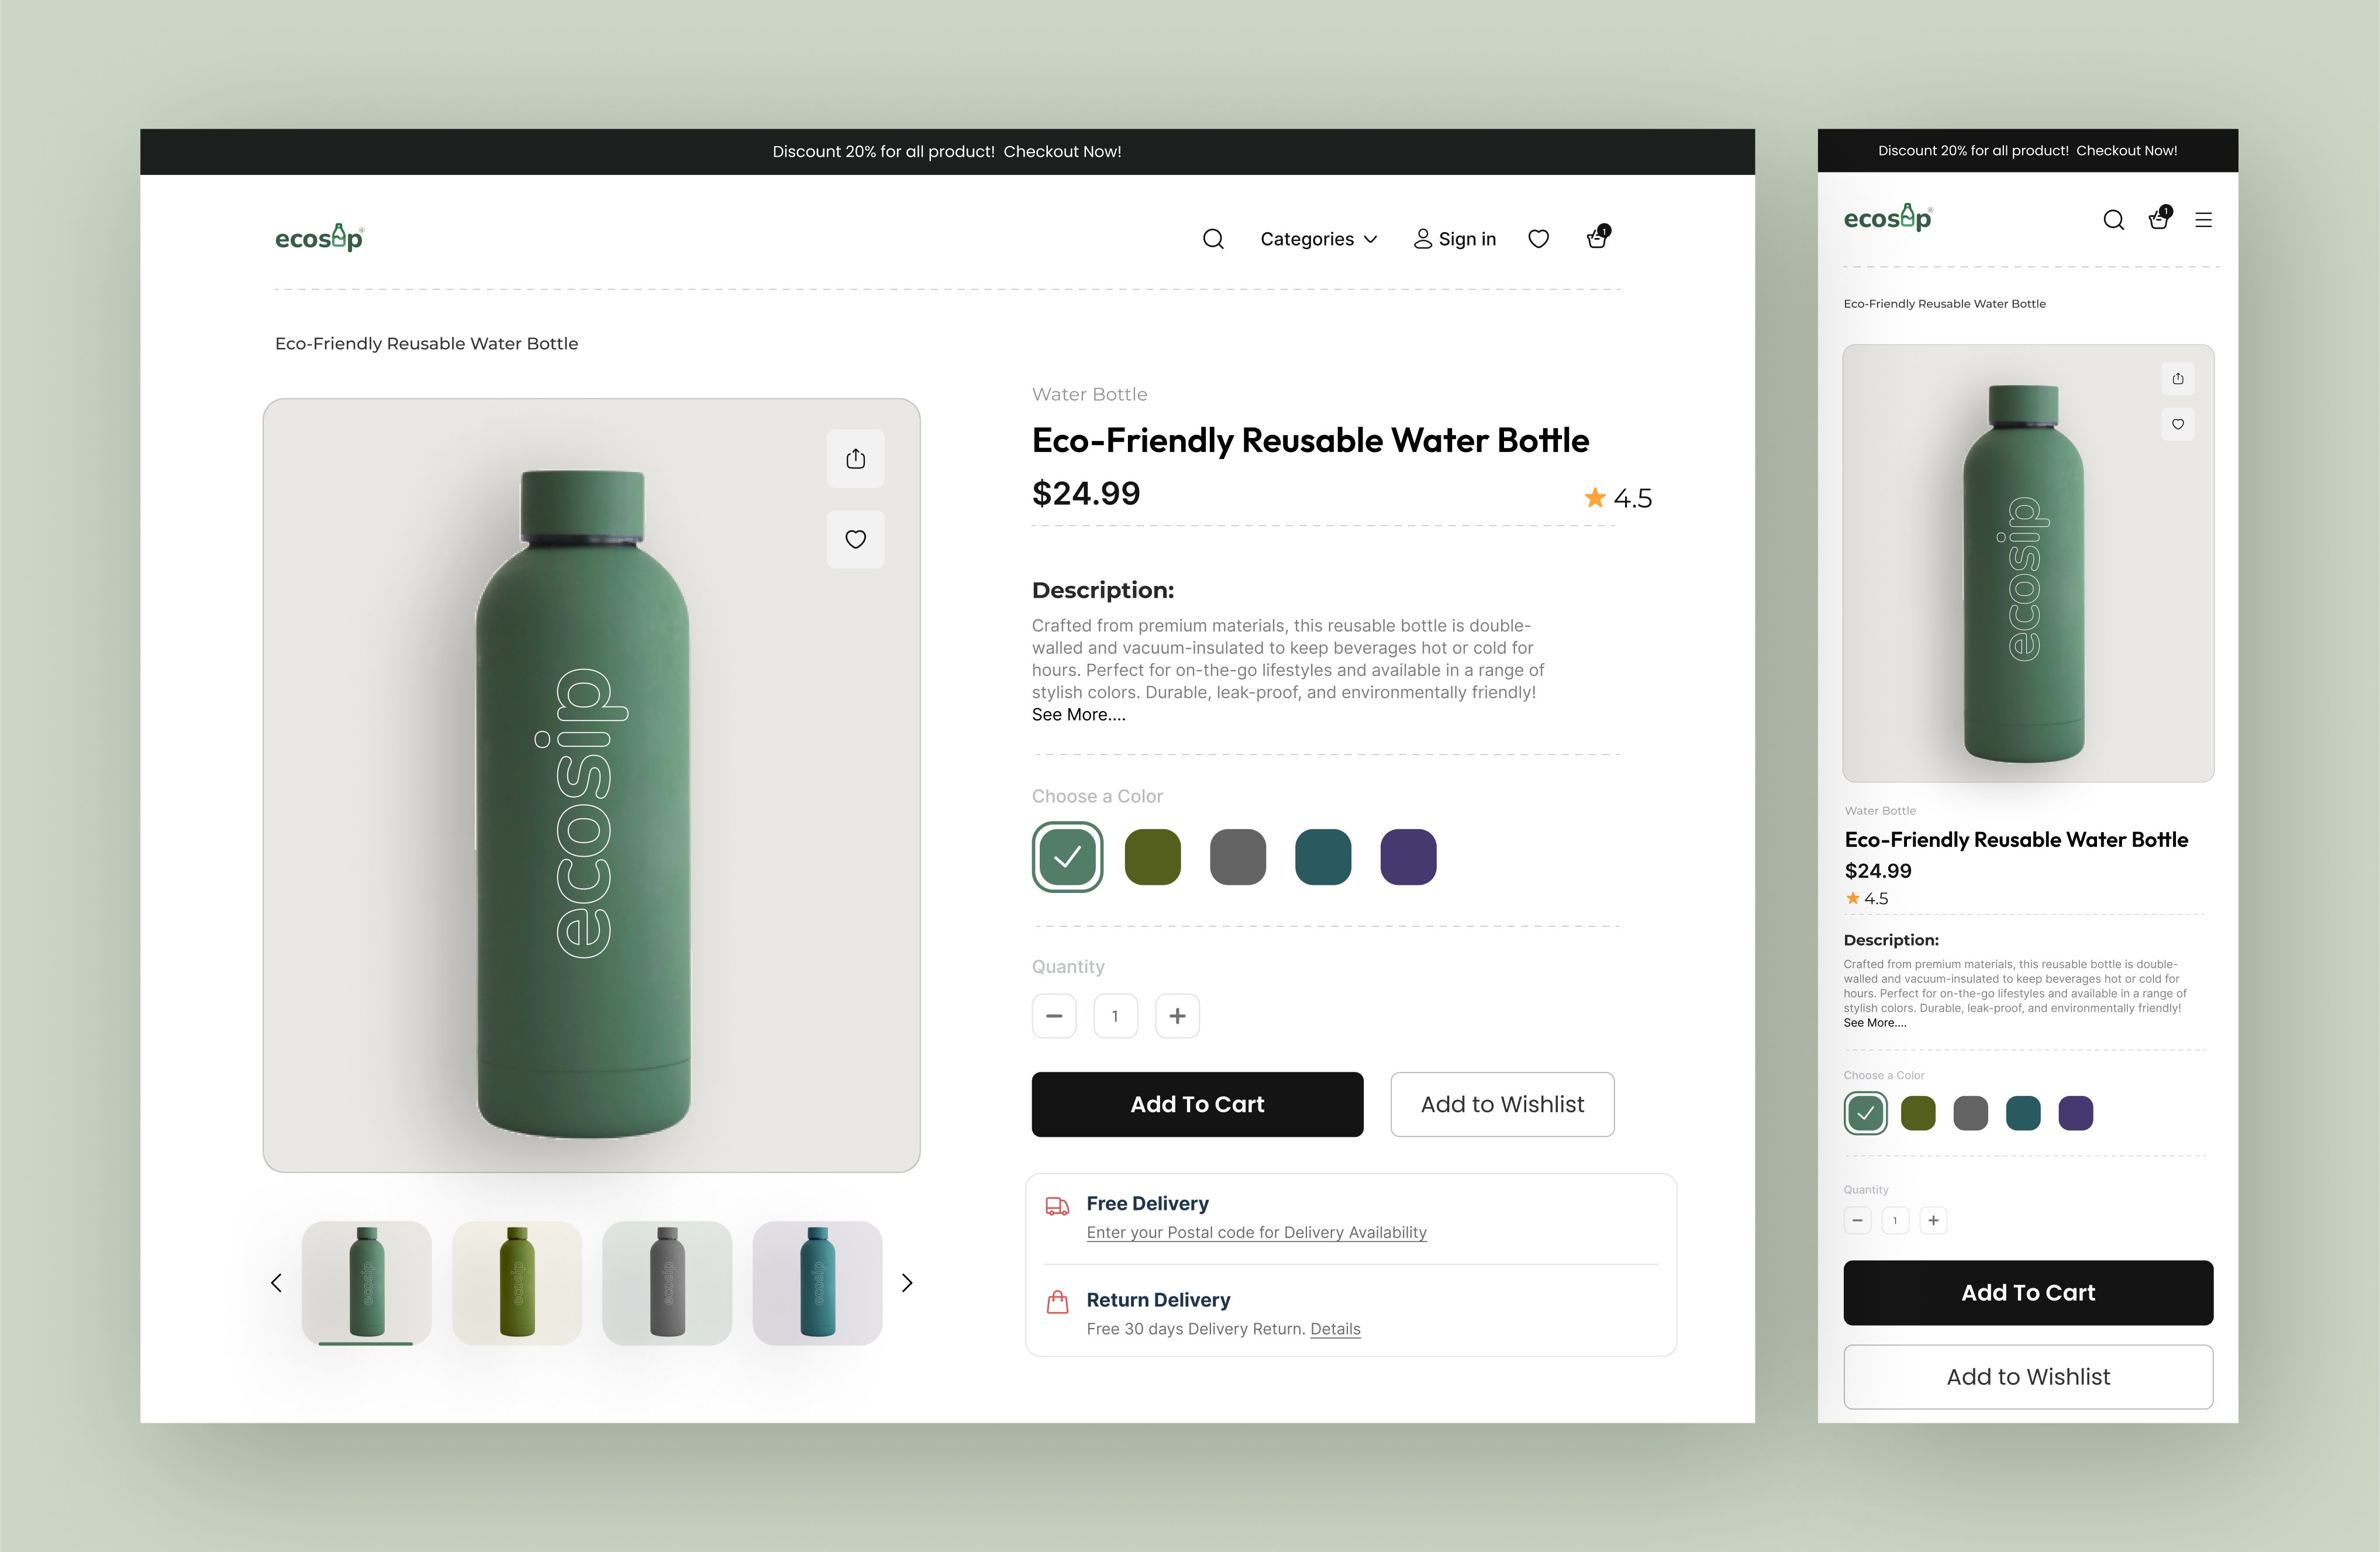 Discount 20% for all product!  Checkout Now!
ecosip
Categories
Sign in
1
Eco-Friendly Reusable Water Bottle
ecosip
ecosip
ecosip
ecosip
ecosip
Water Bottle
Eco-Friendly Reusable Water Bottle
$24.99
4.5
Description:
Crafted from premium materials, this reusable bottle is double-
walled and vacuum-insulated to keep beverages hot or cold for
hours. Perfect for on-the-go lifestyles and available in a range of
stylish colors. Durable, leak-proof, and environmentally friendly!
See More....
Choose a Color
Quantity
1
Add To Cart
Add to Wishlist
Free Delivery
Enter your Postal code for Delivery Availability
Return Delivery
Free 30 days Delivery Return. Details
Discount 20% for all product!  Checkout Now!
ecosip
1
Eco-Friendly Reusable Water Bottle
ecosip
Water Bottle
Eco-Friendly Reusable Water Bottle
$24.99
4.5
Description:
Crafted from premium materials, this reusable bottle is double-
walled and vacuum-insulated to keep beverages hot or cold for
hours. Perfect for on-the-go lifestyles and available in a range of
stylish colors. Durable, leak-proof, and environmentally friendly!
See More....
Choose a Color
Quantity
1
Add To Cart
Add to Wishlist